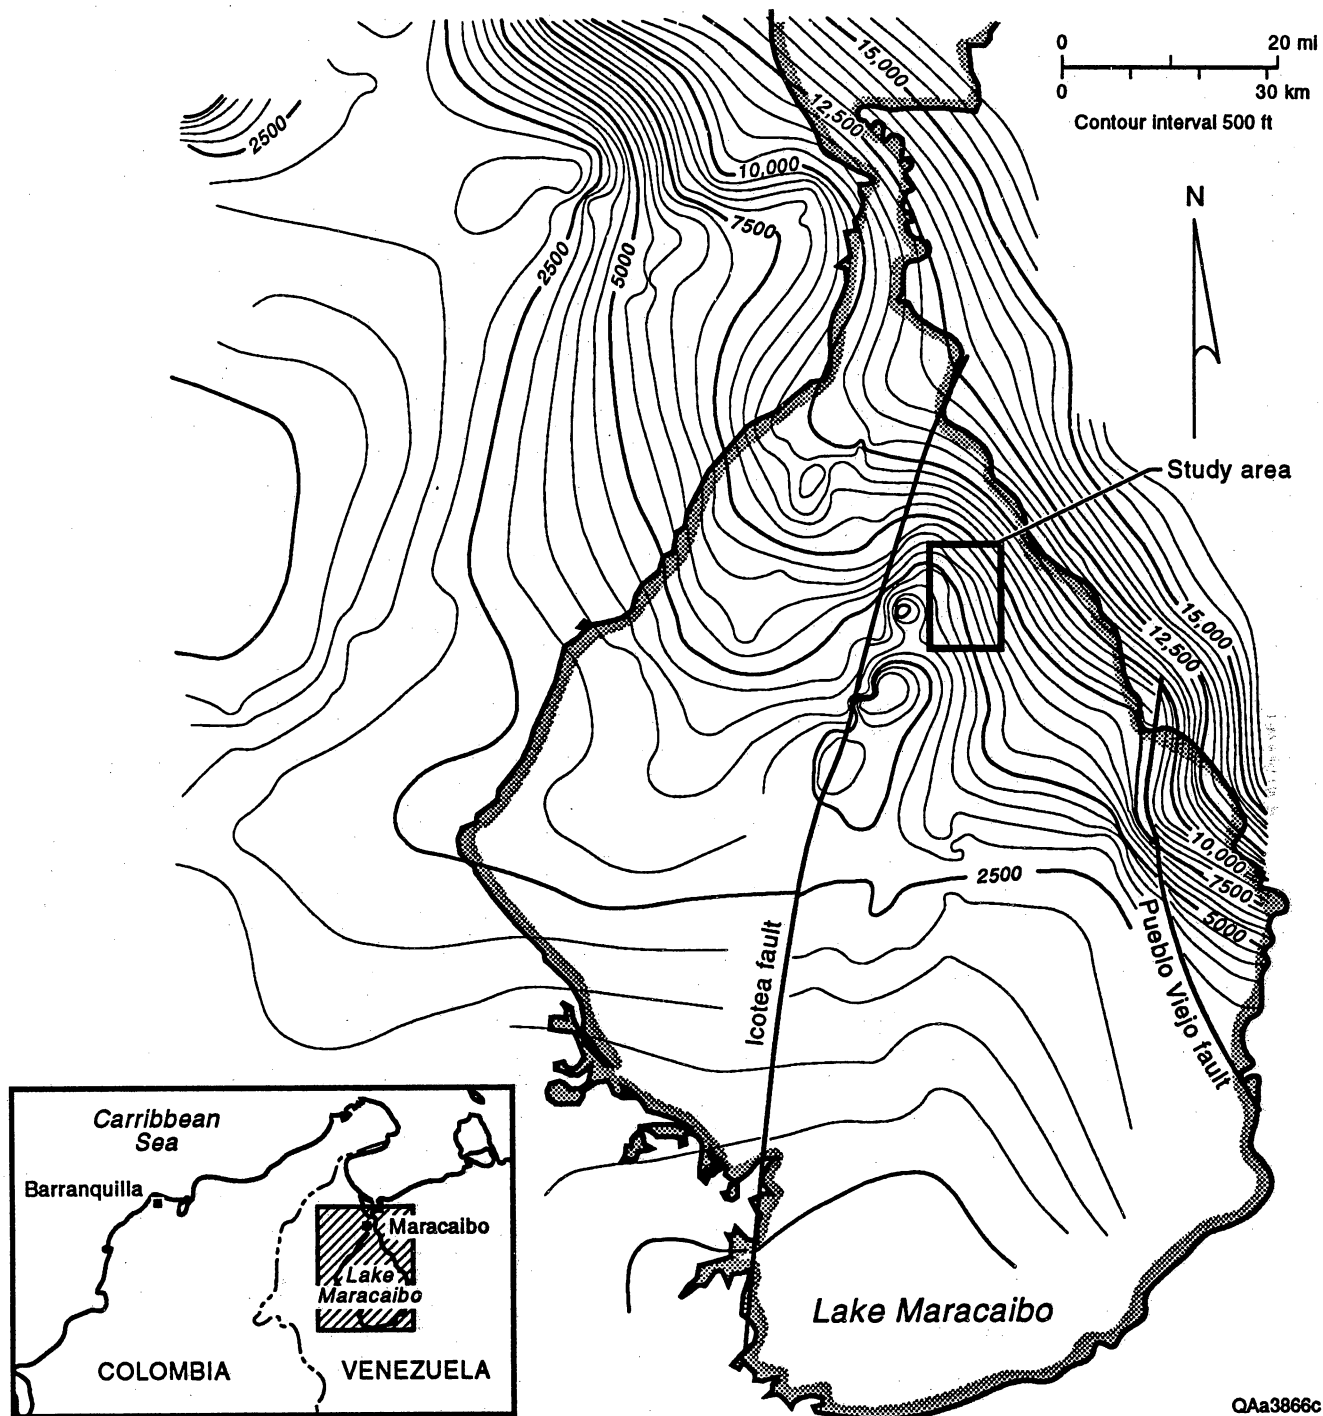 0 20 mi
0 30 km
Contour interval 500 ft
N
15,000
12,500
2500
10,000
7500
2500
5000
Study area
15,000
12,500
10,000
7500
5000
2500
Icotea fault
Pueblo Viejo fault
Lake Maracaibo
Carribbean
Sea
Barranquilla
Maracaibo
Lake
Maracaibo
COLOMBIA
VENEZUELA
QAa3866c